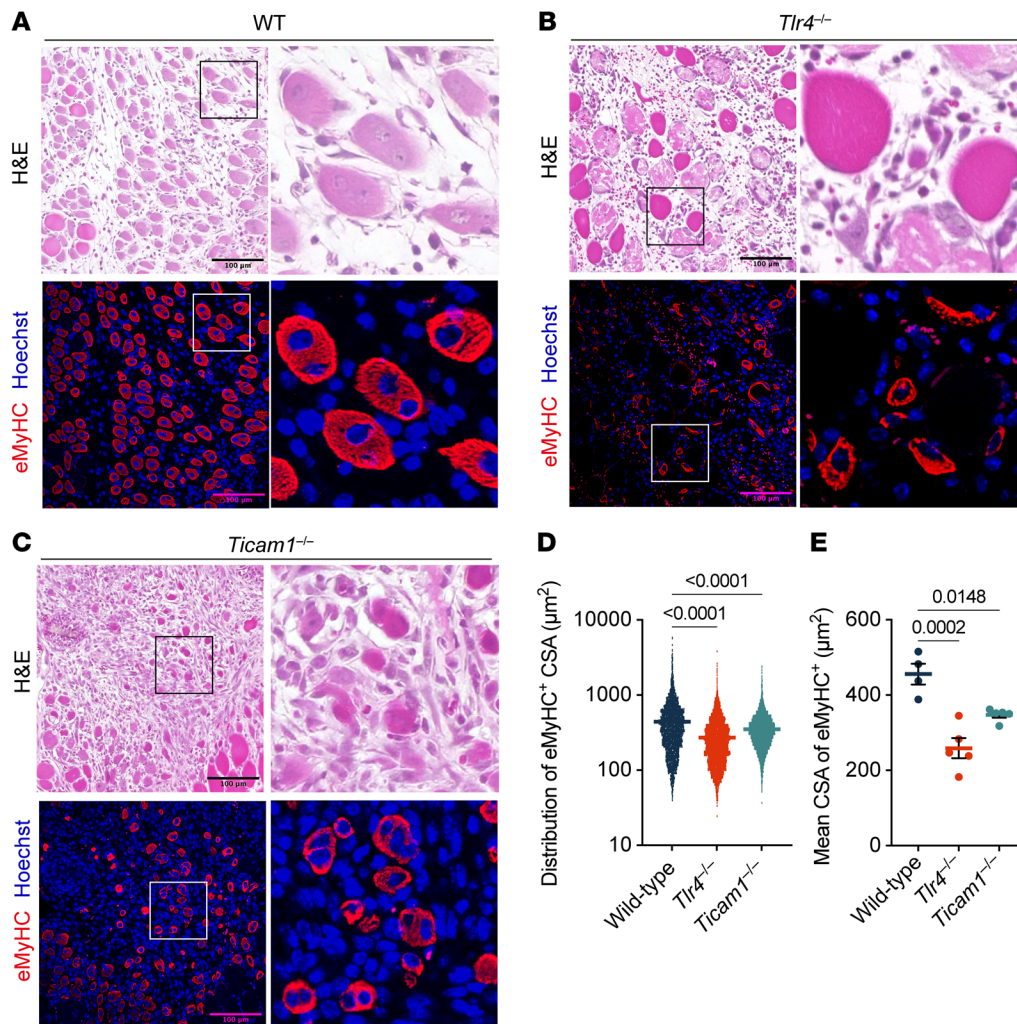 A
WT
H&E
100 µm
eMyHC Hoechst
100 µm
B
Tlr4–/–
H&E
100 µm
eMyHC Hoechst
100 µm
C
Ticam1–/–
H&E
100 µm
eMyHC Hoechst
100 µm
D
Distribution of eMyHC+ CSA (µm2)
<0.0001
<0.0001
10000
1000
100
10
Wild-type
Tlr4–/–
Ticam1–/–
E
Mean CSA of eMyHC+ (µm2)
0.0148
0.0002
600
400
200
0
Wild-type
Tlr4–/–
Ticam1–/–